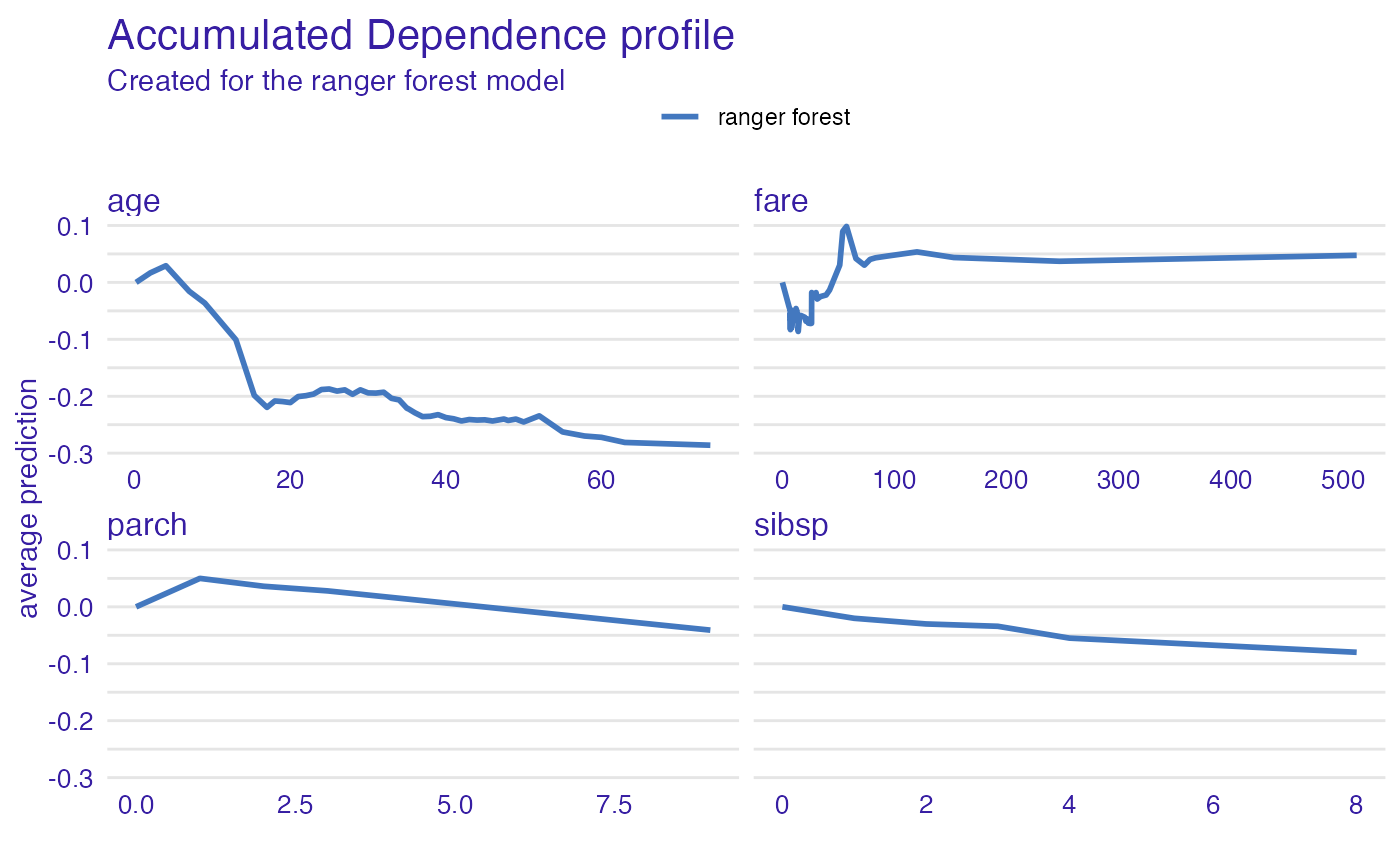 Accumulated Dependence profile
Created for the ranger forest model
ranger forest
age
fare
0.1
0.0
-0.1
-0.2
-0.3
0 20 40 60
0 100 200 300 400 500
average prediction
parch
sibsp
0.1
0.0
-0.1
-0.2
-0.3
0.0 2.5 5.0 7.5
0 2 4 6 8